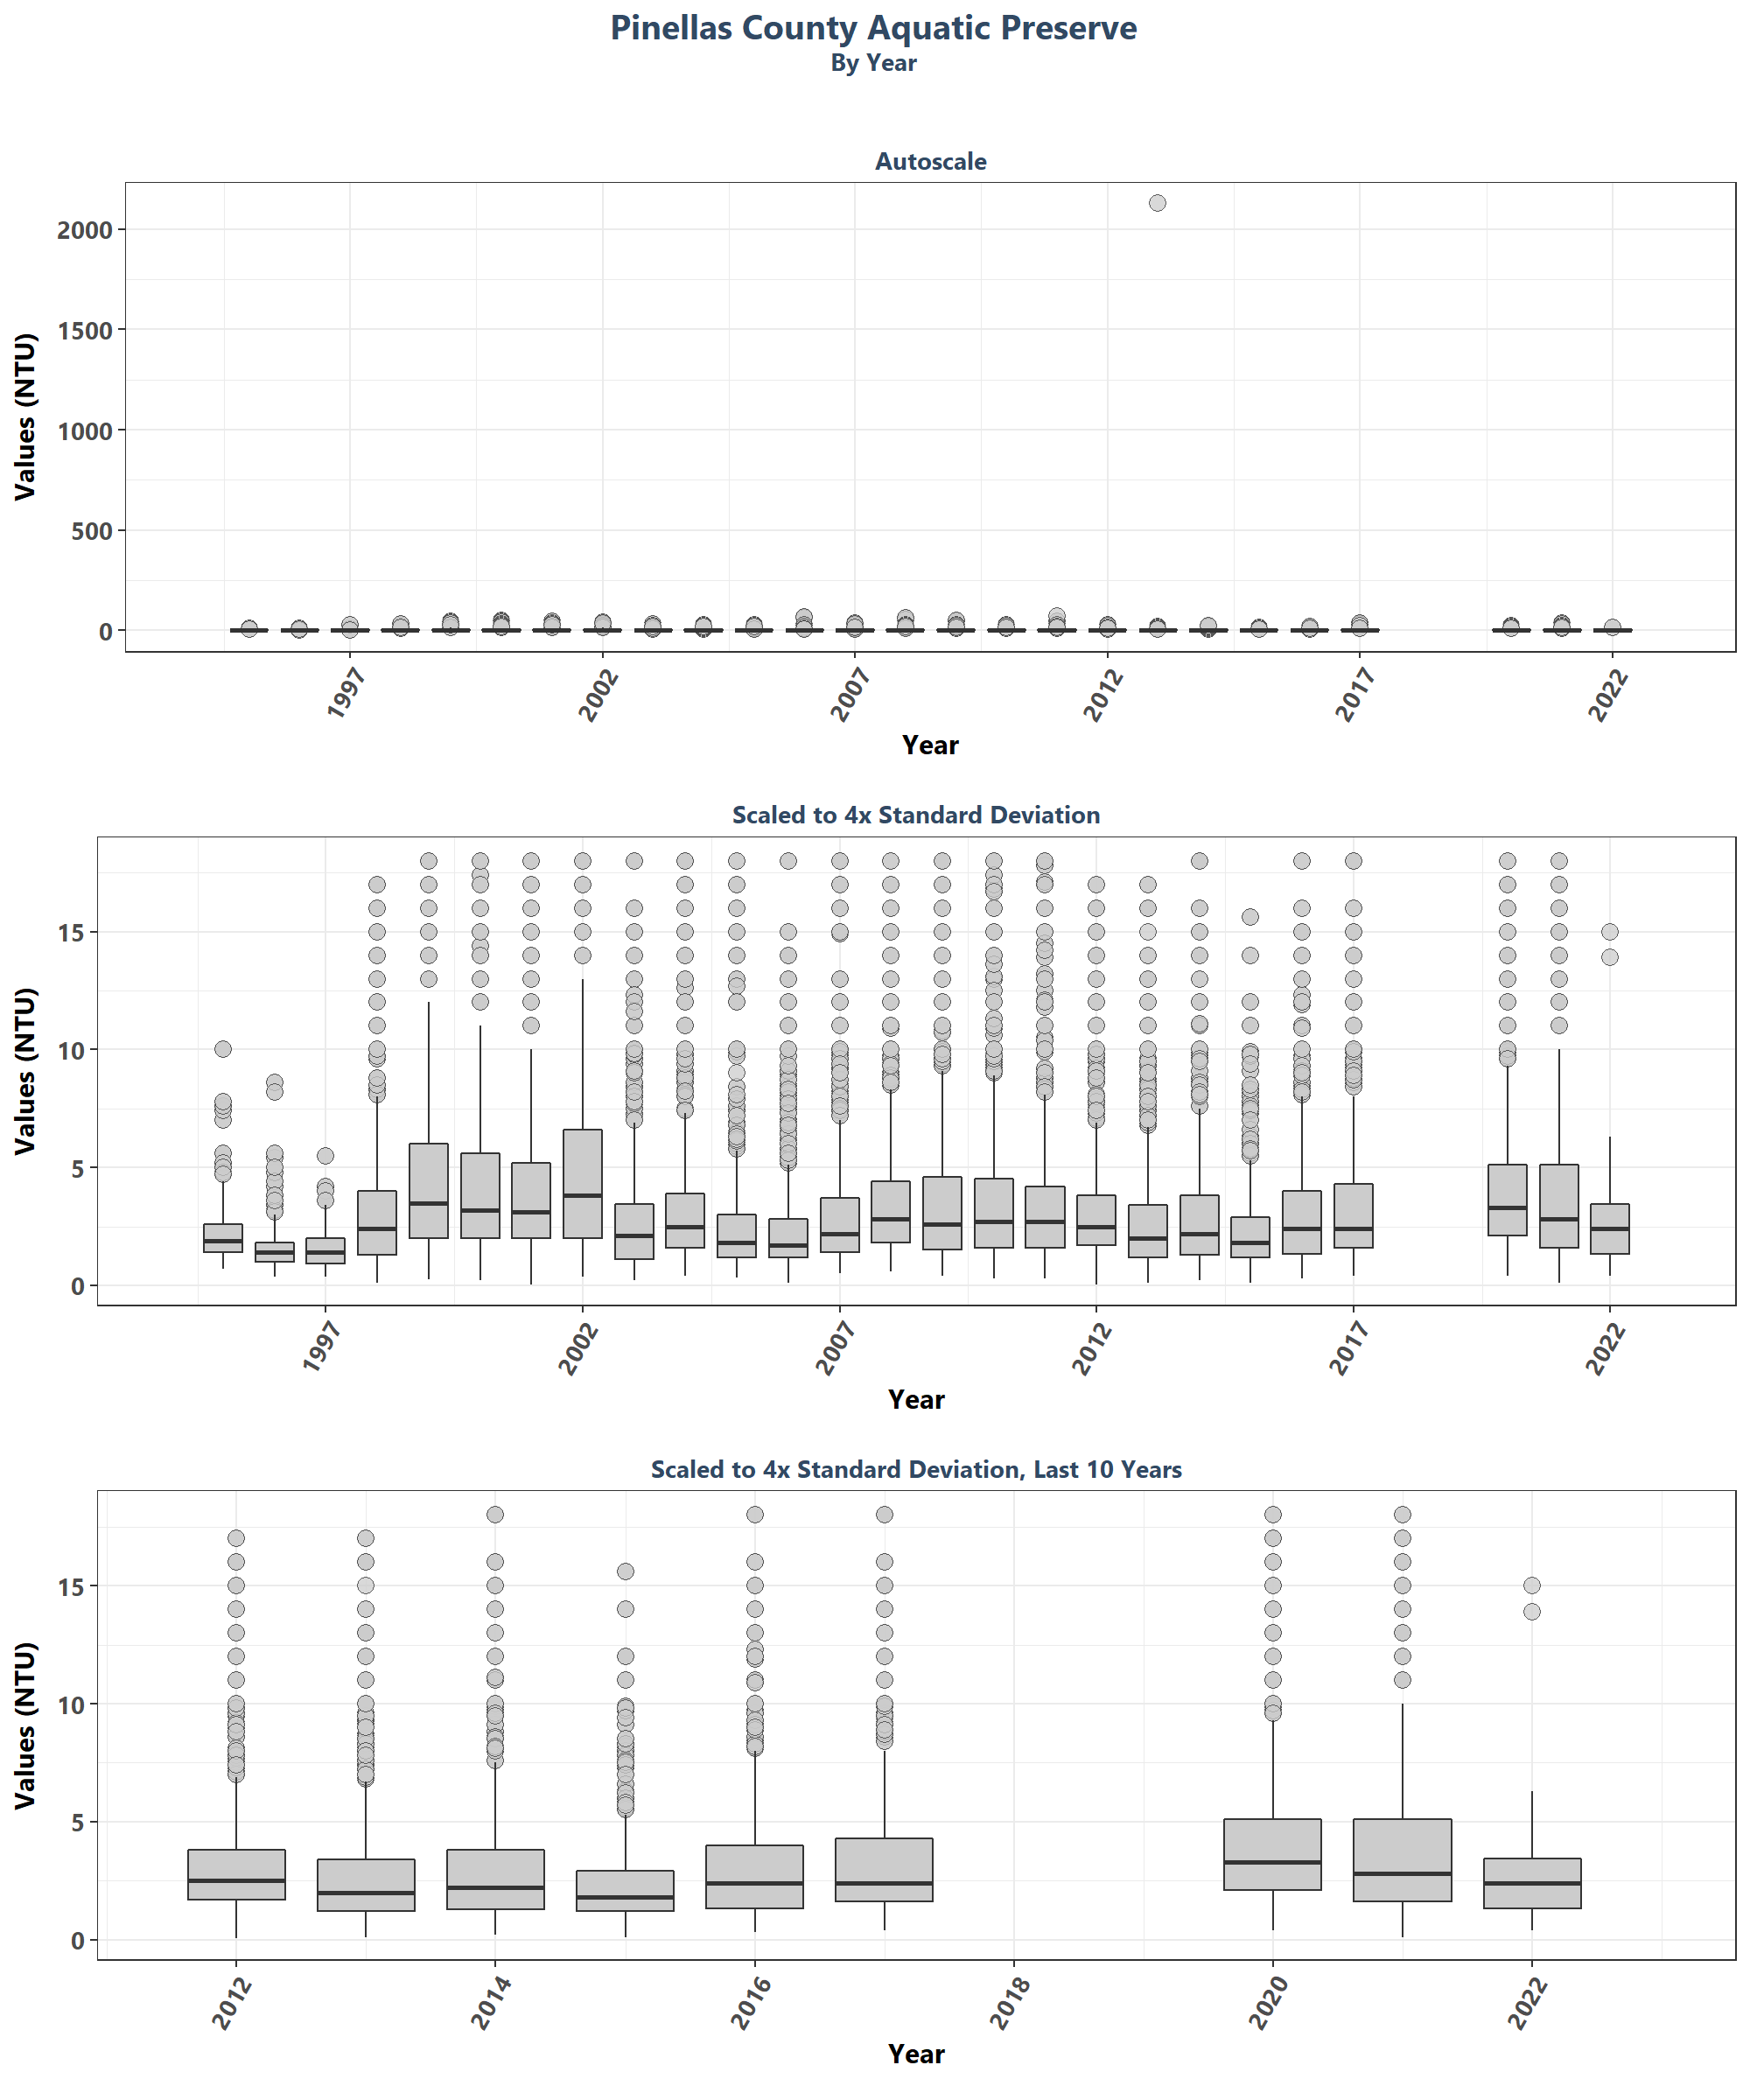 Pinellas County Aquatic Preserve
By Year
Autoscale
2000
1500
1000
500
0
Values (NTU)
1997
2002
2007
2012
2017
2022
Year
Scaled to 4x Standard Deviation
15
10
5
0
Values (NTU)
1997
2002
2007
2012
2017
2022
Year
Scaled to 4x Standard Deviation, Last 10 Years
15
10
5
0
Values (NTU)
2012
2014
2016
2018
2020
2022
Year